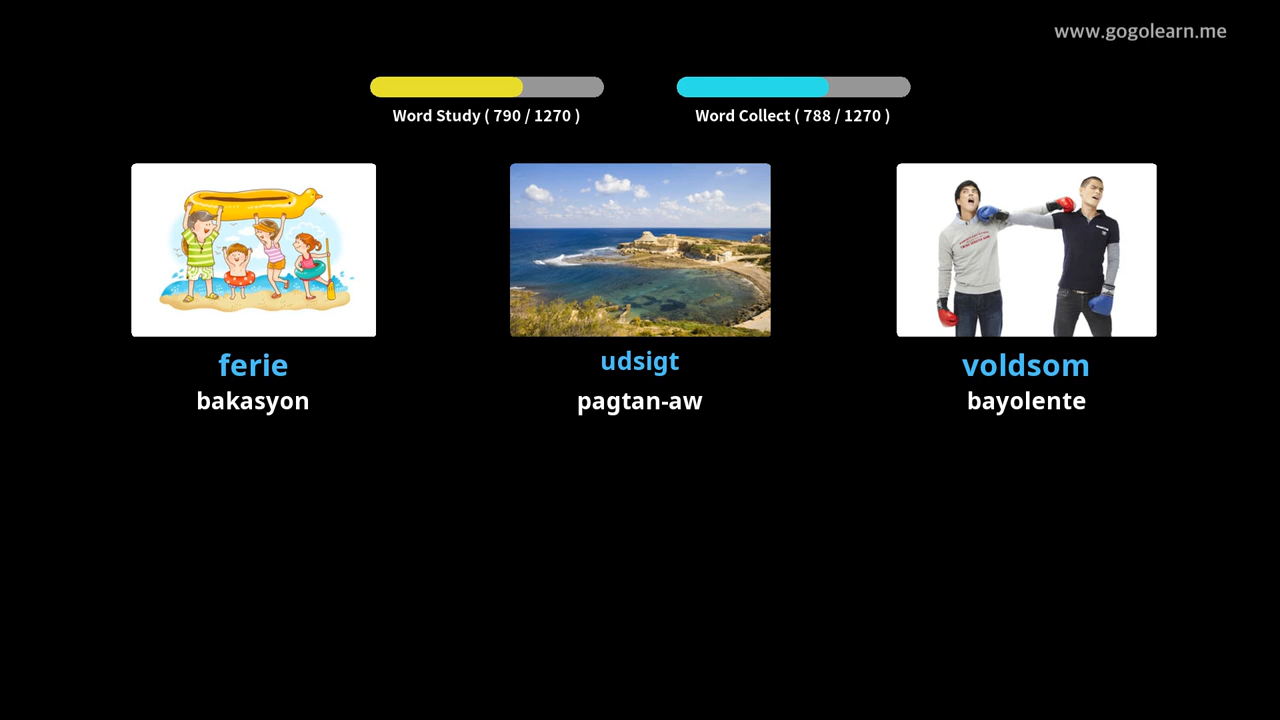 www.gogolearn.me
Word Study ( 790 / 1270 )
Word Collect ( 788 / 1270 )
ferie
bakasyon
udsigt
pagtan-aw
voldsom
bayolente